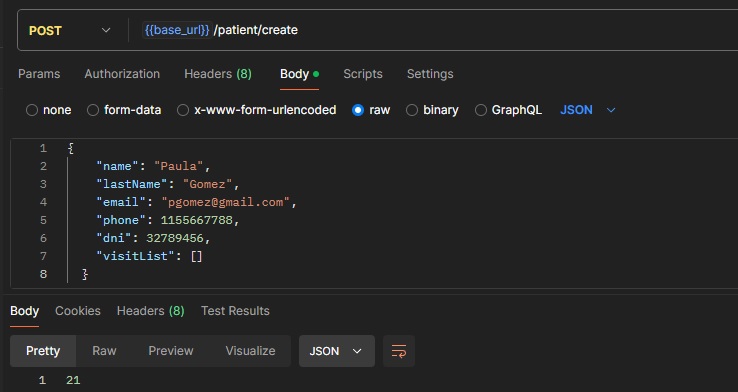 POST {{base_url}} /patient/create
Params Authorization Headers (8) Body Scripts Settings
none form-data x-www-form-urlencoded raw binary GraphQL JSON
1 {
2 "name": "Paula",
3 "lastName": "Gomez",
4 "email": "pgomez@gmail.com",
5 "phone": 1155667788,
6 "dni": 32789456,
7 "visitList": []
8 }
Body Cookies Headers (8) Test Results
Pretty Raw Preview Visualize JSON
1 21